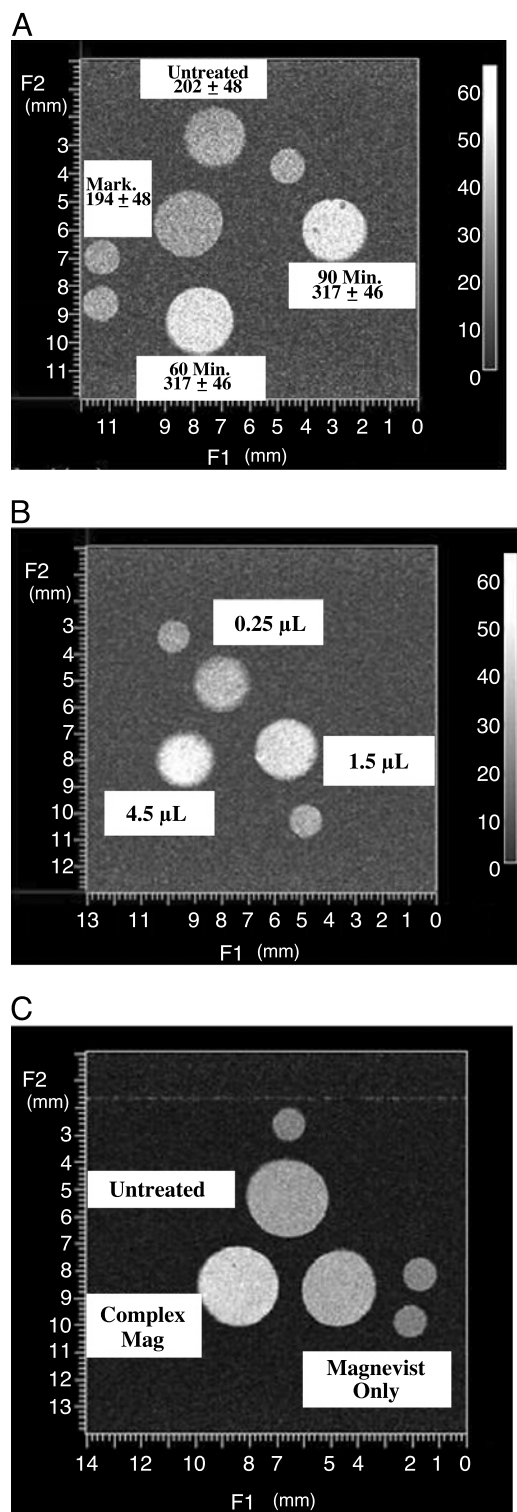 A
F2
(mm)
3
4
5
6
7
8
9
10
11
Untreated
202 ± 48
Mark.
194 ± 48
90 Min.
317 ± 46
60 Min.
317 ± 46
60
50
40
30
20
10
0
11 9 8 7 6 5 4 3 2 1 0
F1 (mm)
B
F2
(mm)
3
4
5
6
7
8
9
10
11
12
0.25 µL
1.5 µL
4.5 µL
60
50
40
30
20
10
0
13 11 9 8 7 6 5 4 3 2 1 0
F1 (mm)
C
F2
(mm)
3
4
5
6
7
8
9
10
11
12
13
Untreated
Complex
Mag
Magnevist
Only
14 12 10 8 7 6 5 4 3 2 1 0
F1 (mm)